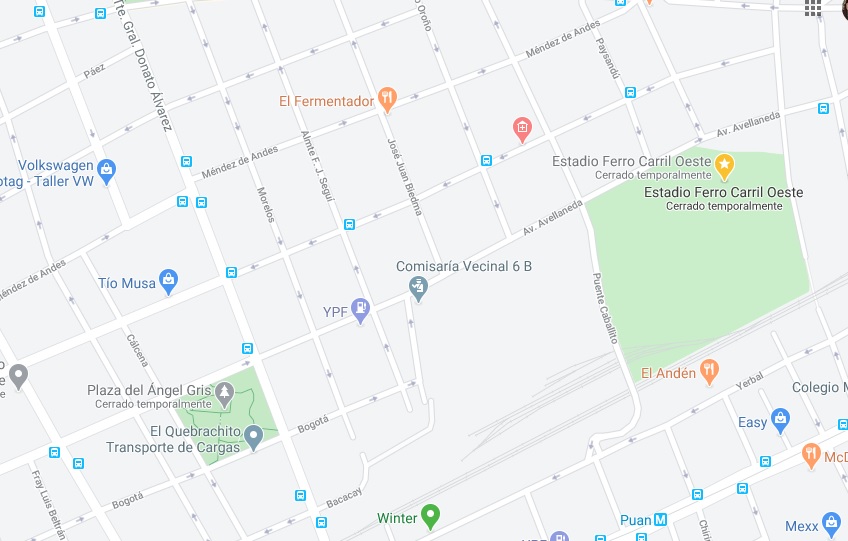 Oroño
Tte. Gral. Donato Álvarez
Méndez de Andes
Paysandú
Páez
El Fermentador
Av. Avellaneda
Almte F. J. Seguí
José Juan Biedma
Méndez de Andes
Volkswagen
otag - Taller VW
Estadio Ferro Carril Oeste
Cerrado temporalmente
Estadio Ferro Carril Oeste
Cerrado temporalmente
Morelos
Av. Avellaneda
Méndez de Andes
Comisaría Vecinal 6 B
Tío Musa
Puente Caballito
YPF
Cálcena
El Andén
Yerbal
Colegio
Plaza del Ángel Gris
Cerrado temporalmente
Bogotá
Easy
El Quebrachito
Transporte de Cargas
McD
Fray Luis Beltrán
Bogotá
Bacacay
Winter
Puan M
Mexx
YPF